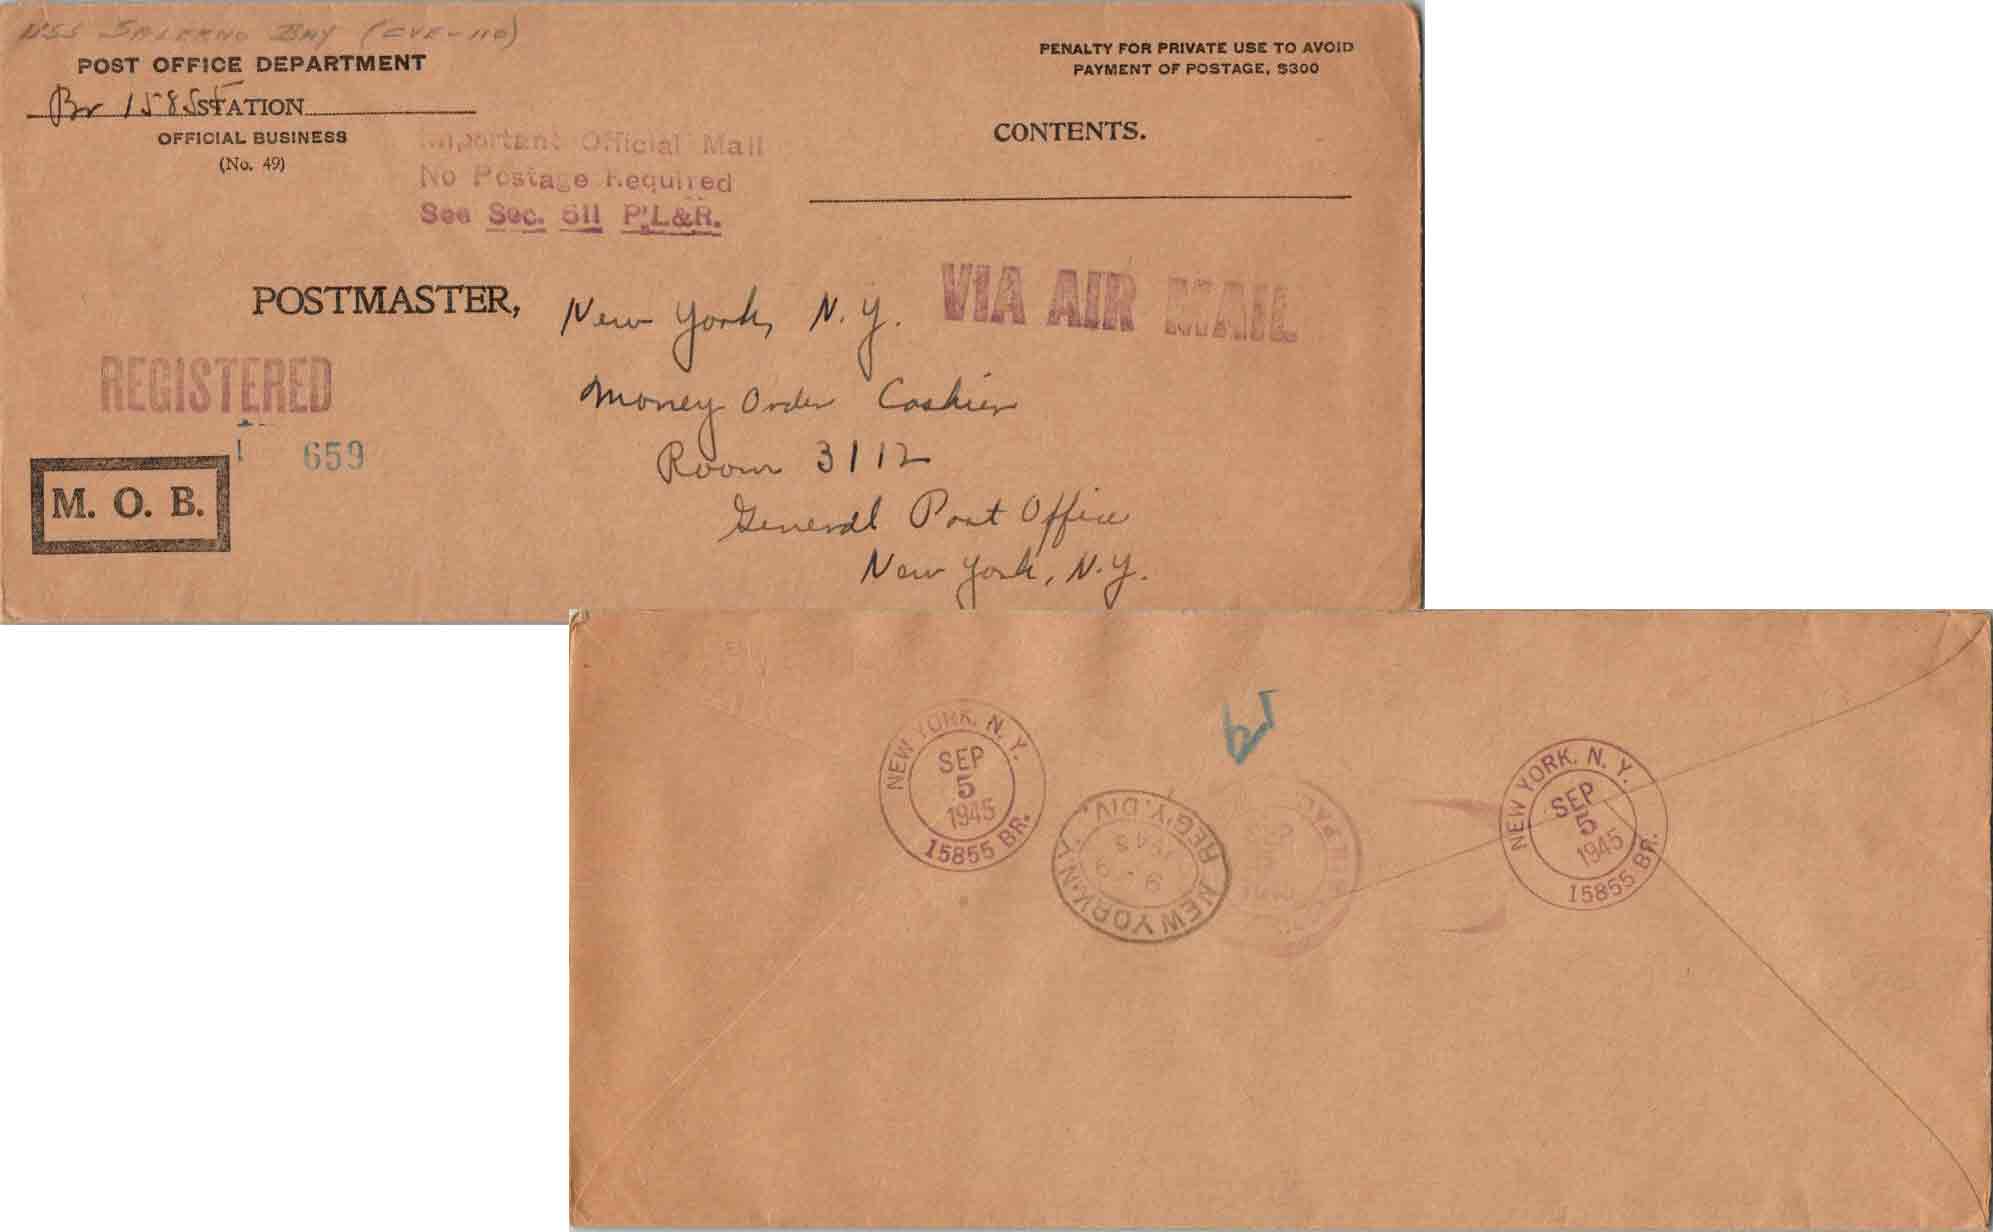 USS SALERNO BAY (CVE-110)
POST OFFICE DEPARTMENT
Br 15855 STATION
OFFICIAL BUSINESS
(No. 49)
PENALTY FOR PRIVATE USE TO AVOID
PAYMENT OF POSTAGE, $300
CONTENTS.
Important Official Mail
No Postage Required
See Sec. 611 P.L&R.
POSTMASTER, New York, N.Y.
VIA AIR MAIL
Money Order Cashier
Room 3112
General Post Office
New York, N.Y.
REGISTERED
659
M. O. B.
NEW YORK, N. Y.
SEP
5
1945
15855 BR.
NEW YORK, N.Y.
REG'Y. DIV.
9 - 9
1945
NEW YORK, N. Y.
SEP
5
1945
15855 BR.